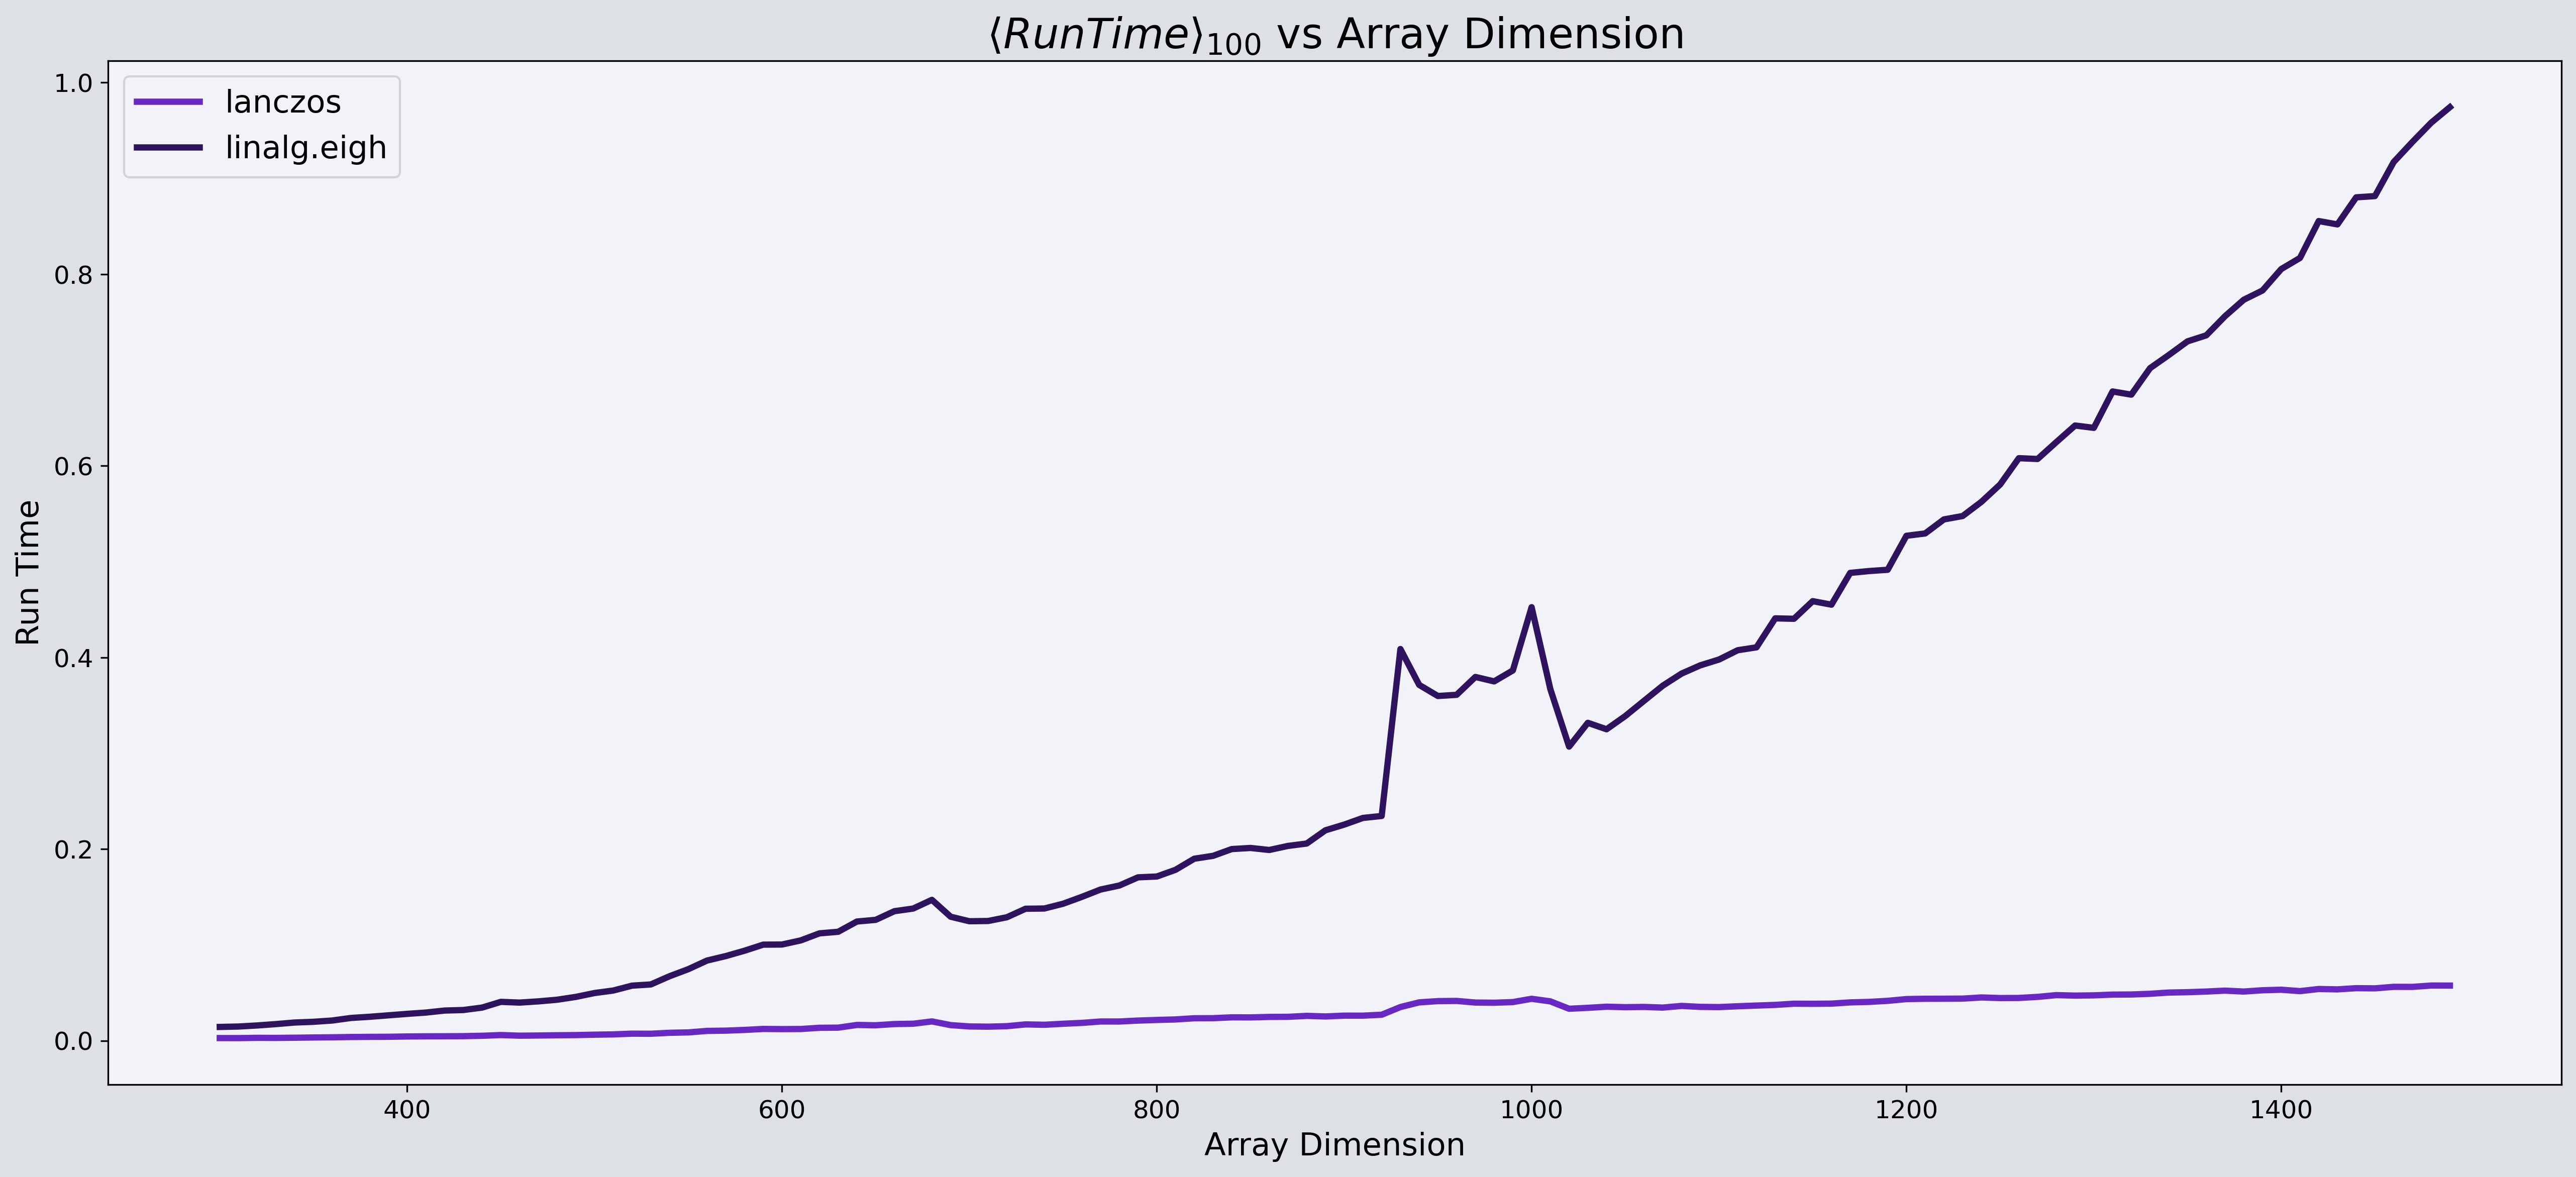 ⟨RunTime⟩₁₀₀ vs Array Dimension
lanczos
linalg.eigh
Run Time
1.0
0.8
0.6
0.4
0.2
0.0
400 600 800 1000 1200 1400
Array Dimension